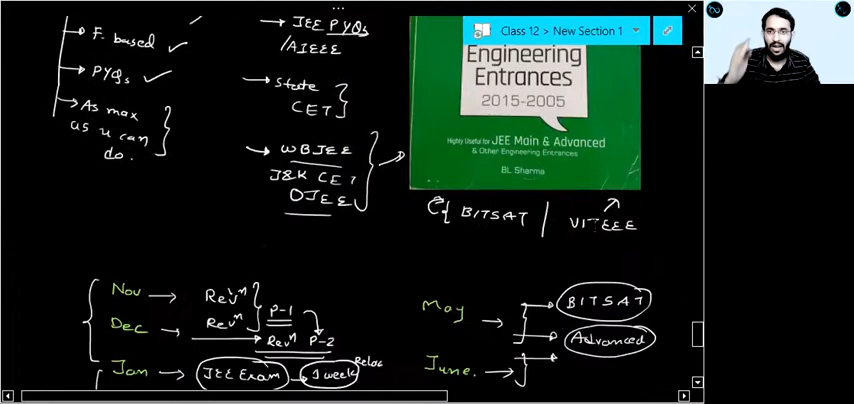 F. based
PYQs
As max
as u can
do.
JEE PYQs
/AIEEE
State
CET
WBJEE
J&K CET
OJEE
Class 12 > New Section 1
Engineering
Entrances
2015-2005
Highly Useful for JEE Main & Advanced
& Other Engineering Entrances
BL Sharma
BITSAT | VITEEE
Nov → Revⁿ
Dec → Revⁿ
P-1
Revⁿ P-2
Jan → JEE Exam → 1 week
May → BITSAT
Advanced
June. →